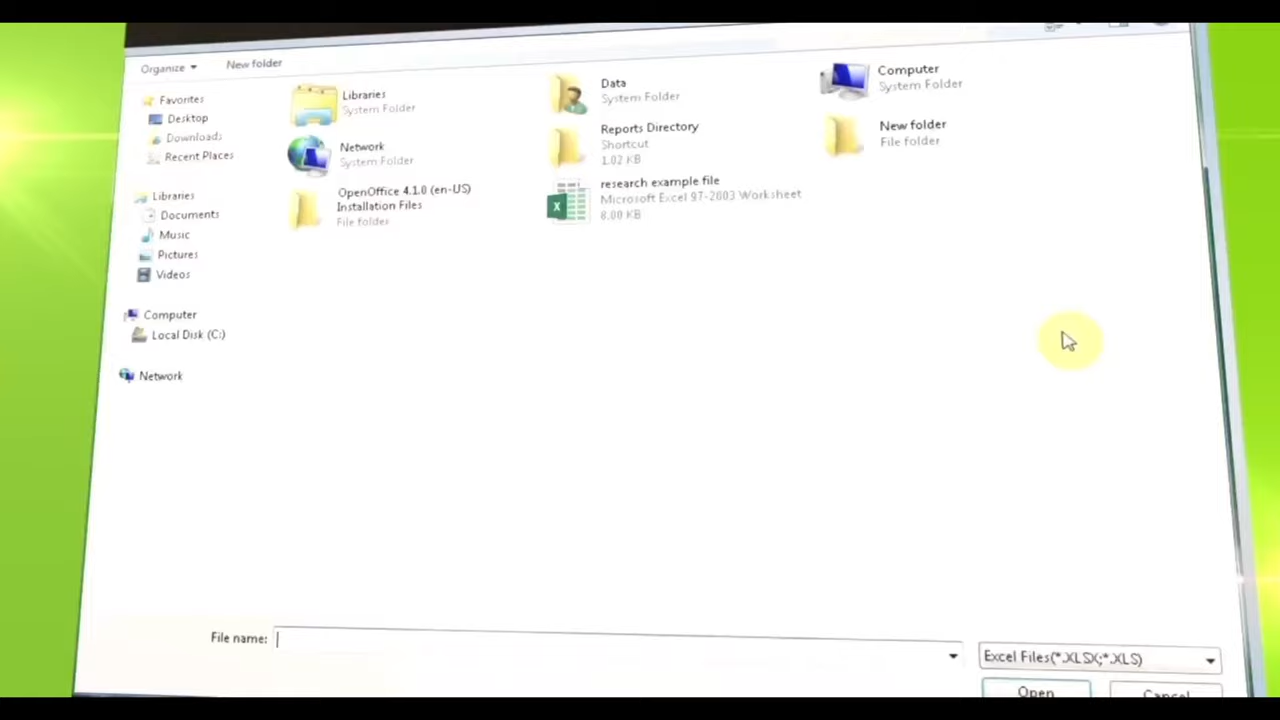 Organize
New folder
Favorites
Desktop
Downloads
Recent Places
Libraries
Documents
Music
Pictures
Videos
Computer
Local Disk (C:)
Network
Libraries
System Folder
Data
System Folder
Computer
System Folder
Network
System Folder
Reports Directory
Shortcut
1.02 KB
New folder
File folder
OpenOffice 4.1.0 (en-US)
Installation Files
File folder
research example file
Microsoft Excel 97-2003 Worksheet
8.00 KB
File name:
Excel Files(*.XLSX;*.XLS)
Open
Cancel